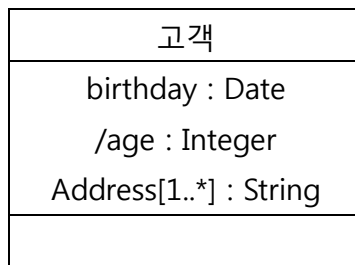 고객
birthday : Date
/age : Integer
Address[1..*] : String